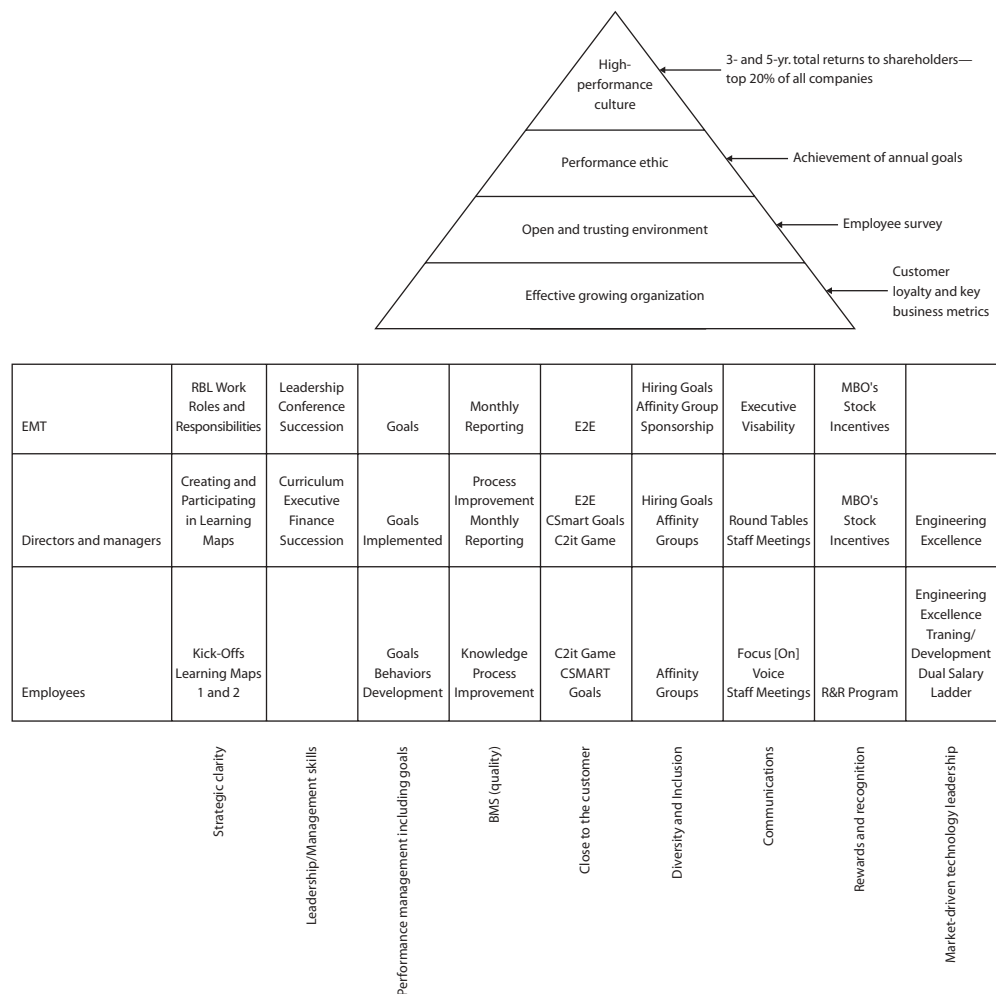 High-
performance
culture
3- and 5-yr. total returns to shareholders—
top 20% of all companies
Performance ethic
Achievement of annual goals
Open and trusting environment
Employee survey
Effective growing organization
Customer
loyalty and key
business metrics
EMT
RBL Work
Roles and
Responsibilities
Leadership
Conference
Succession
Goals
Monthly
Reporting
E2E
Hiring Goals
Affinity Group
Sponsorship
Executive
Visability
MBO's
Stock
Incentives
Directors and managers
Creating and
Participating
in Learning
Maps
Curriculum
Executive
Finance
Succession
Goals
Implemented
Process
Improvement
Monthly
Reporting
E2E
CSmart Goals
C2it Game
Hiring Goals
Affinity
Groups
Round Tables
Staff Meetings
MBO's
Stock
Incentives
Engineering
Excellence
Employees
Kick-Offs
Learning Maps
1 and 2
Goals
Behaviors
Development
Knowledge
Process
Improvement
C2it Game
CSMART
Goals
Affinity
Groups
Focus [On]
Voice
Staff Meetings
R&R Program
Engineering
Excellence
Traning/
Development
Dual Salary
Ladder
Strategic clarity
Leadership/Management skills
Performance management including goals
BMS (quality)
Close to the customer
Diversity and Inclusion
Communications
Rewards and recognition
Market-driven technology leadership